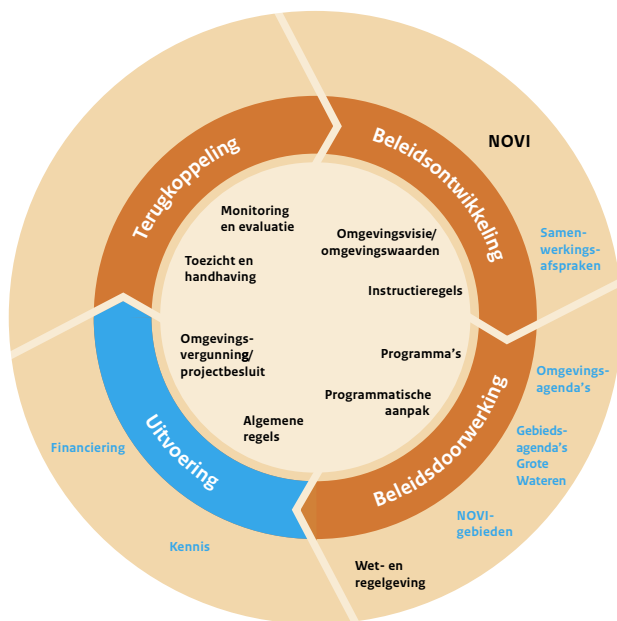 Terugkoppeling
Beleidsontwikkeling
NOVI
Samen-
werkings-
afspraken
Monitoring
en evaluatie
Omgevingsvisie/
omgevingswaarden
Toezicht en
handhaving
Instructieregels
Omgevings-
vergunning/
projectbesluit
Programma's
Programmatische
aanpak
Algemene
regels
Omgevings-
agenda's
Gebieds-
agenda's
Grote
Wateren
Beleidsdoorwerking
NOVI-
gebieden
Uitvoering
Financiering
Kennis
Wet- en
regelgeving